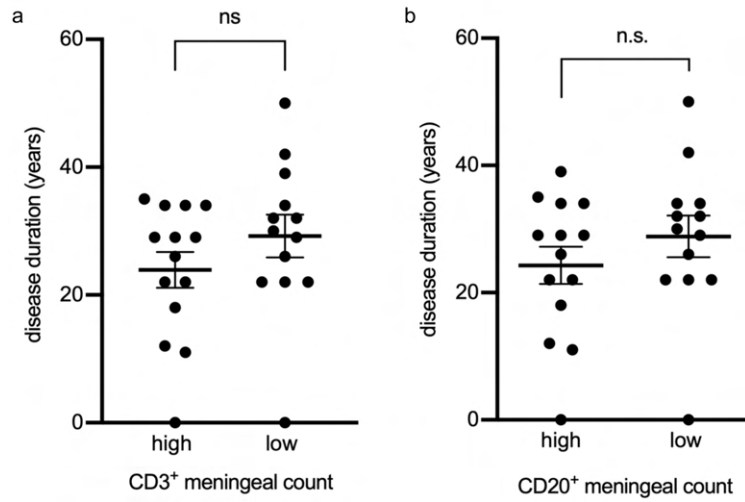 a
ns
60
40
20
0
disease duration (years)
high low
CD3⁺ meningeal count
b
n.s.
60
40
20
0
disease duration (years)
high low
CD20⁺ meningeal count